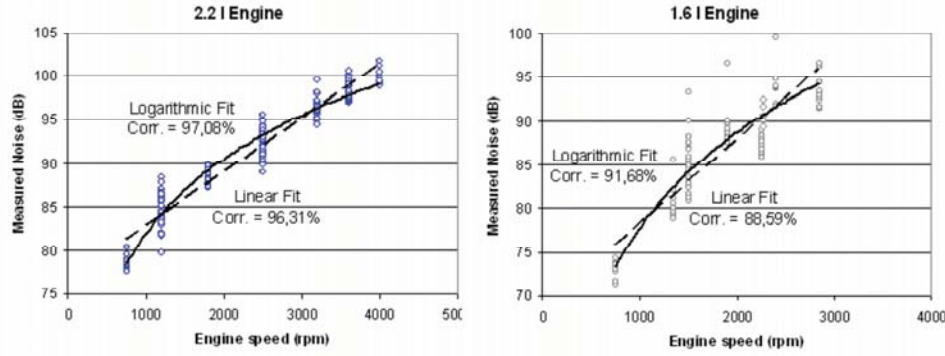 2.2 l Engine
105
100
95
90
85
80
75
Measured Noise (dB)
Logarithmic Fit
Corr. = 97,08%
Linear Fit
Corr. = 96,31%
0
1000
2000
3000
4000
500
Engine speed (rpm)
1.6 l Engine
100
95
90
85
80
75
70
Measured Noise (dB)
Logarithmic Fit
Corr. = 91,68%
Linear Fit
Corr. = 88,59%
0
1000
2000
3000
4000
Engine speed (rpm)